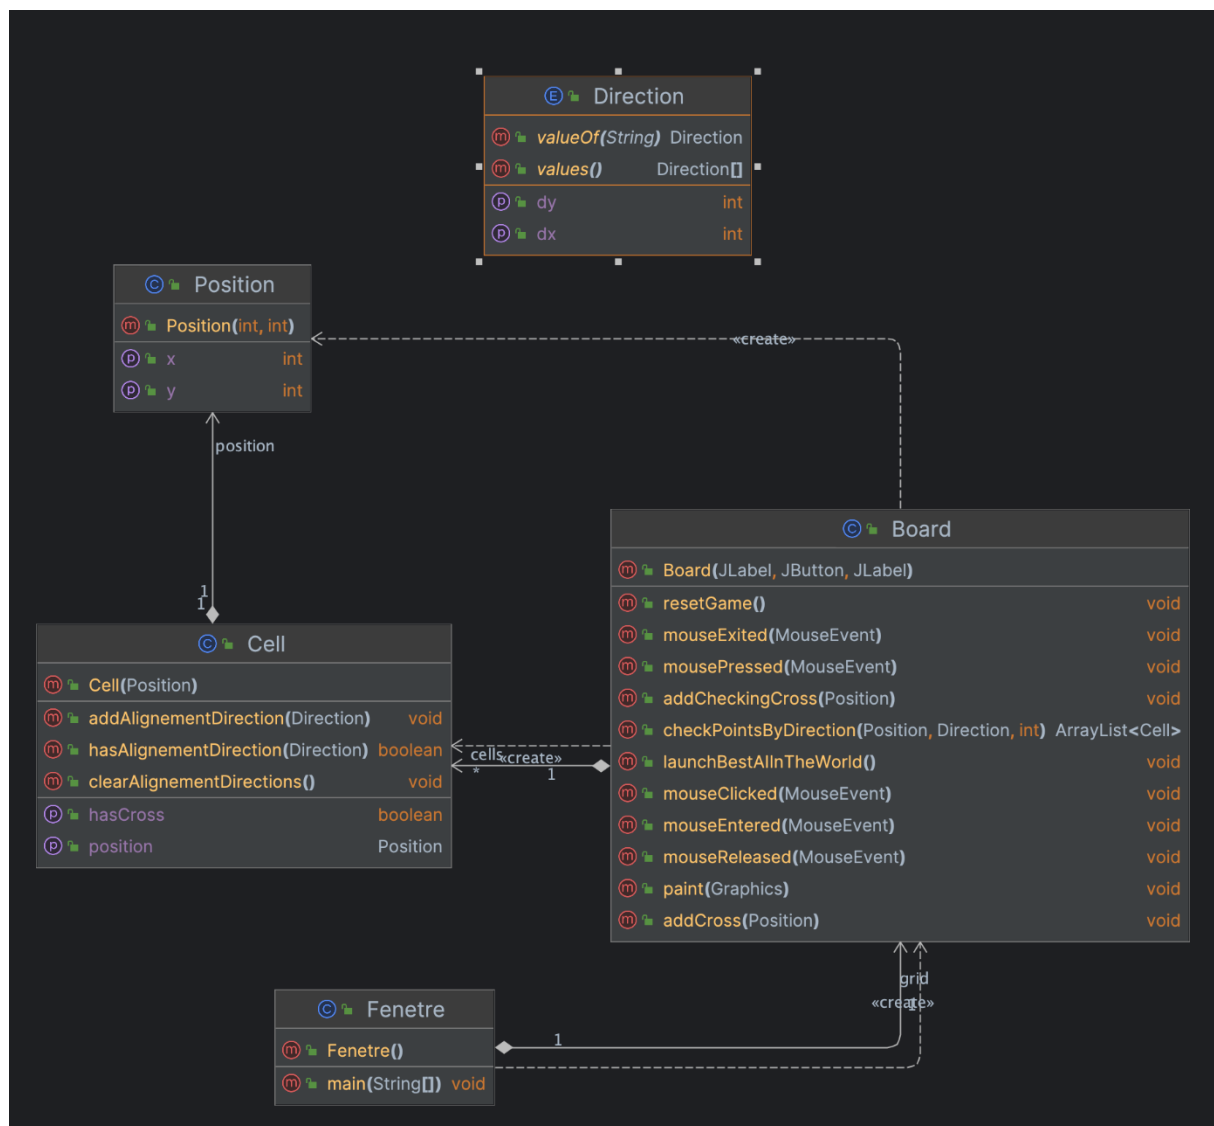 Direction
valueOf(String) Direction
values() Direction[]
dy int
dx int
Position
Position(int, int)
x int
y int
«create»
position
1
1
Board
Board(JLabel, JButton, JLabel)
resetGame() void
mouseExited(MouseEvent) void
mousePressed(MouseEvent) void
addCheckingCross(Position) void
checkPointsByDirection(Position, Direction, int) ArrayList<Cell>
launchBestAIInTheWorld() void
mouseClicked(MouseEvent) void
mouseEntered(MouseEvent) void
mouseReleased(MouseEvent) void
paint(Graphics) void
addCross(Position) void
Cell
Cell(Position)
addAlignementDirection(Direction) void
hasAlignementDirection(Direction) boolean
clearAlignementDirections() void
hasCross boolean
position Position
cells «create»
* 1
grid
«create»
1
Fenetre
Fenetre()
main(String[]) void
1